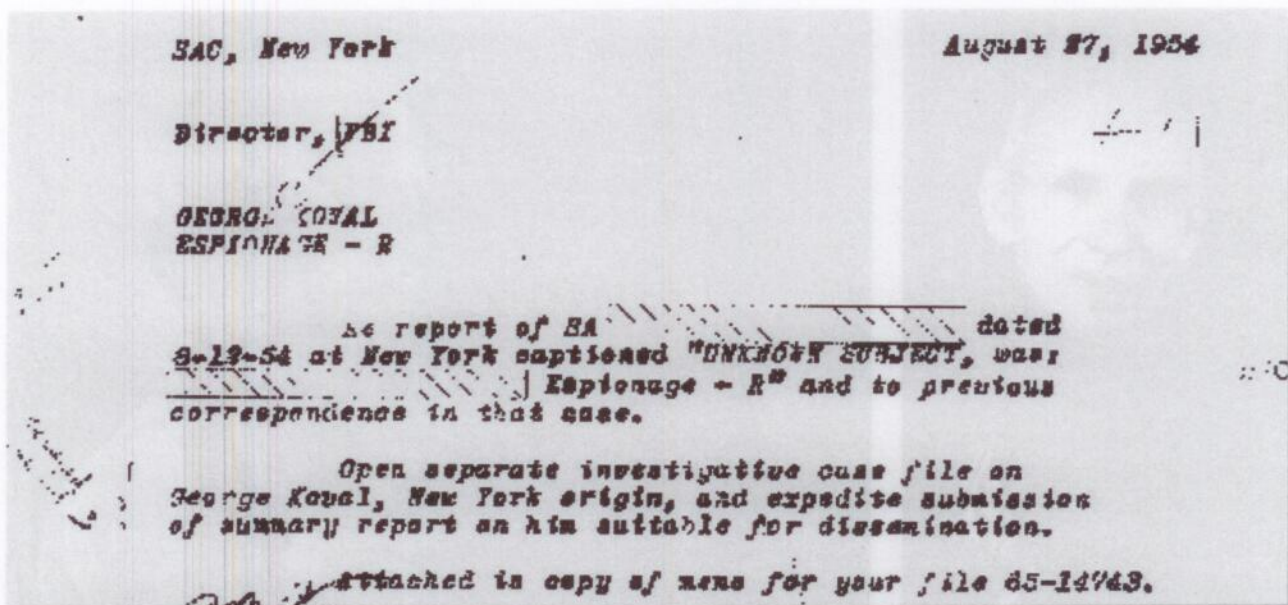 SAC, New York August 27, 1954
Director, FBI
GEORGE KOVAL
ESPIONAGE - R
Re report of SA dated
at New York captioned "UNKNOWN SUBJECT, was;
Espionage - R" and to previous
correspondence in that case.
Open separate investigative case file on
George Koval, New York origin, and expedite submission
of summary report on him suitable for dissemination.
Attached is copy of memo for your file 65-14743.